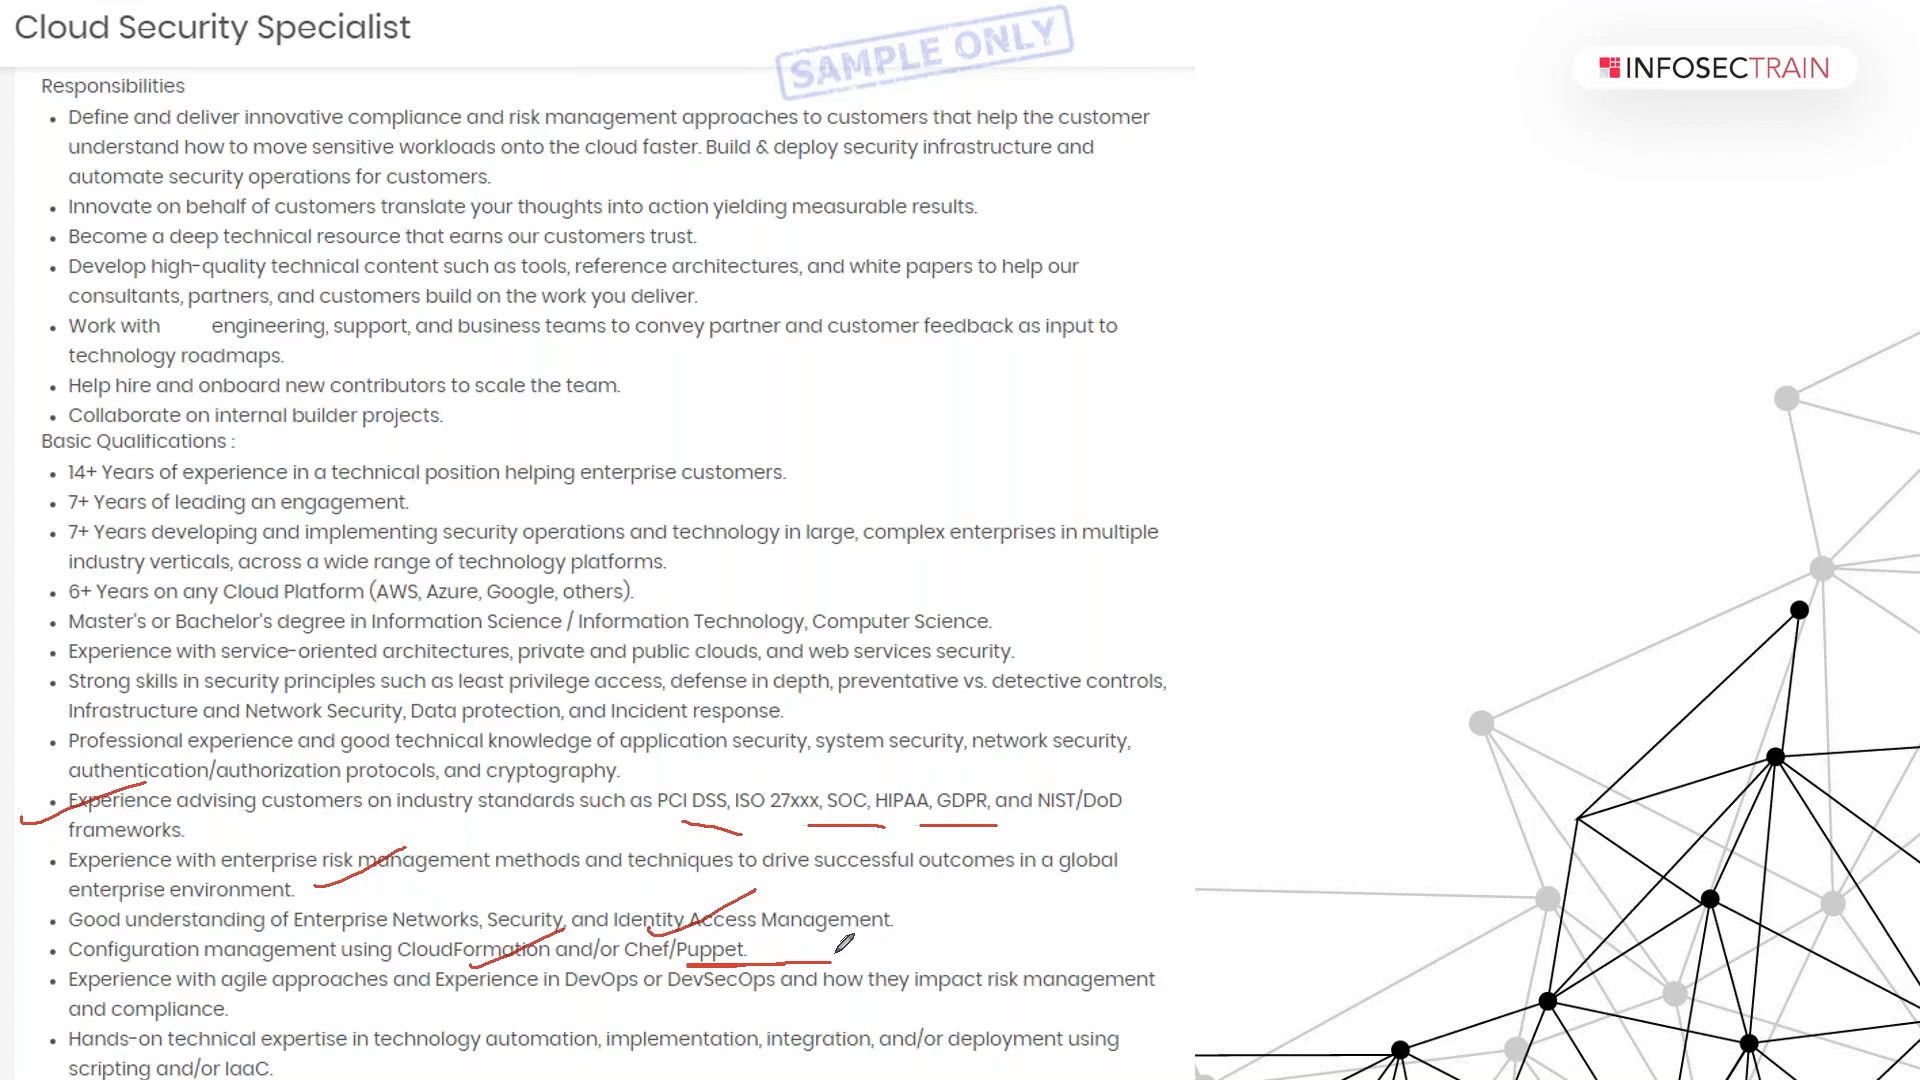 Cloud Security Specialist
SAMPLE ONLY
INFOSECTRAIN
Responsibilities
• Define and deliver innovative compliance and risk management approaches to customers that help the customer
understand how to move sensitive workloads onto the cloud faster. Build & deploy security infrastructure and
automate security operations for customers.
• Innovate on behalf of customers translate your thoughts into action yielding measurable results.
• Become a deep technical resource that earns our customers trust.
• Develop high-quality technical content such as tools, reference architectures, and white papers to help our
consultants, partners, and customers build on the work you deliver.
• Work with engineering, support, and business teams to convey partner and customer feedback as input to
technology roadmaps.
• Help hire and onboard new contributors to scale the team.
• Collaborate on internal builder projects.
Basic Qualifications :
• 14+ Years of experience in a technical position helping enterprise customers.
• 7+ Years of leading an engagement.
• 7+ Years developing and implementing security operations and technology in large, complex enterprises in multiple
industry verticals, across a wide range of technology platforms.
• 6+ Years on any Cloud Platform (AWS, Azure, Google, others).
• Master's or Bachelor's degree in Information Science / Information Technology, Computer Science.
• Experience with service-oriented architectures, private and public clouds, and web services security.
• Strong skills in security principles such as least privilege access, defense in depth, preventative vs. detective controls,
Infrastructure and Network Security, Data protection, and Incident response.
• Professional experience and good technical knowledge of application security, system security, network security,
authentication/authorization protocols, and cryptography.
• Experience advising customers on industry standards such as PCI DSS, ISO 27xxx, SOC, HIPAA, GDPR, and NIST/DoD
frameworks.
• Experience with enterprise risk management methods and techniques to drive successful outcomes in a global
enterprise environment.
• Good understanding of Enterprise Networks, Security, and Identity Access Management.
• Configuration management using CloudFormation and/or Chef/Puppet.
• Experience with agile approaches and Experience in DevOps or DevSecOps and how they impact risk management
and compliance.
• Hands-on technical expertise in technology automation, implementation, integration, and/or deployment using
scripting and/or IaaC.